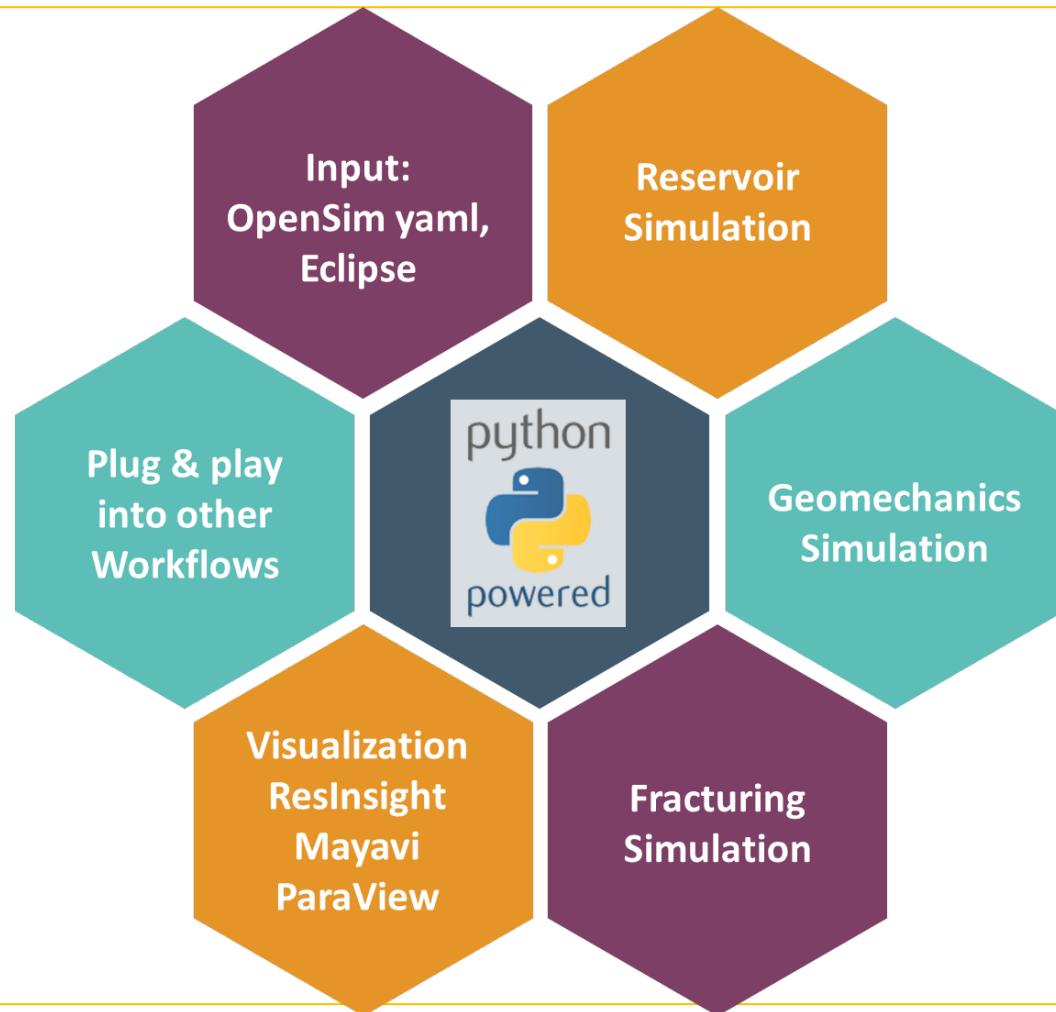 Input:
OpenSim yaml,
Eclipse
Reservoir
Simulation
Plug & play
into other
Workflows
python
powered
Geomechanics
Simulation
Visualization
ResInsight
Mayavi
ParaView
Fracturing
Simulation